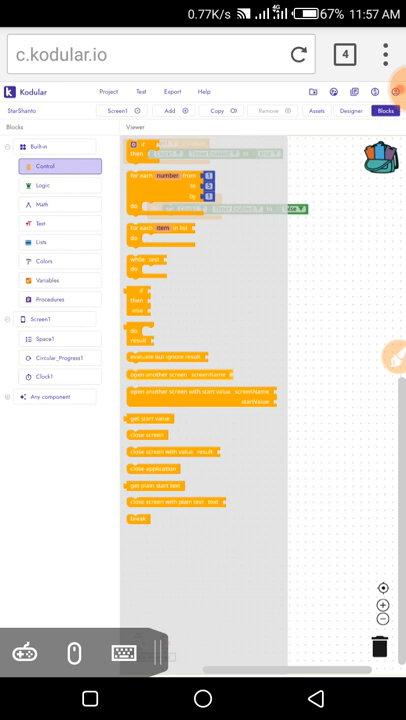 0.77K/s 4G 67% 11:57 AM
c.kodular.io 4
Kodular Project Test Export Help
StarShanto Screen1 Add Copy Remove Assets Designer Blocks
Blocks Viewer
Built-in
Control
Logic
Math
Text
Lists
Colors
Variables
Procedures
Screen1
Space1
Circular_Progress1
Clock1
Any component
if
then
for each number from 1
to 5
by 1
do
for each item in list
do
while test
do
if
then
else
do
result
evaluate but ignore result
open another screen screenName
open another screen with start value screenName
startValue
get start value
close screen
close screen with value result
close application
get plain start text
close screen with plain text text
break